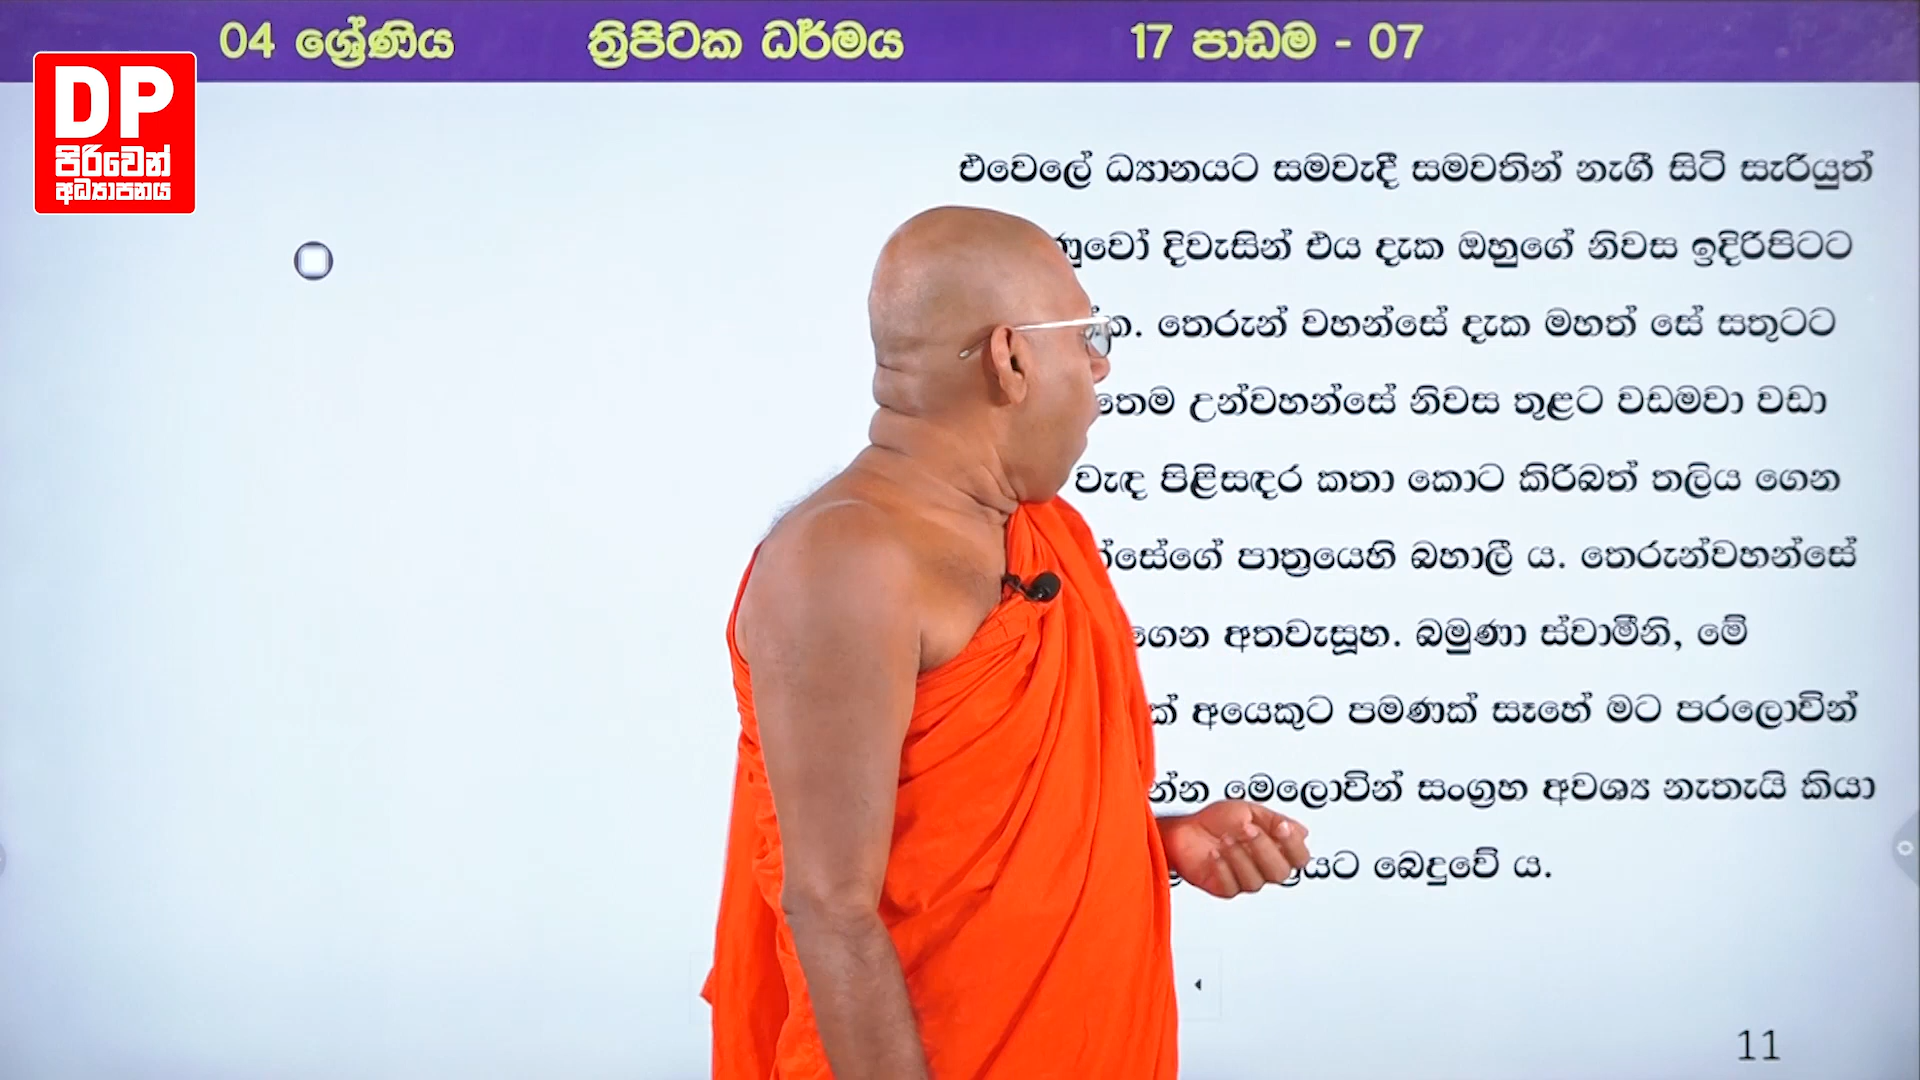 04 ශ්‍රේණිය ත්‍රිපිටක ධර්මය 17 පාඩම - 07
DP
පිරිවෙන්
අධ්‍යාපනය
එවෙලේ ධ්‍යානයට සමවැදී සමවතින් නැගී සිටි සැරියුත්
දිවැසින් එය දැක ඔහුගේ නිවස ඉදිරිපිටට
තෙරුන් වහන්සේ දැක මහත් සේ සතුටට
උන්වහන්සේ නිවස තුළට වඩමවා වඩා
වැඳ පිළිසඳර කතා කොට කිරිබත් තලිය ගෙන
පාත්‍රයෙහි බහාලී ය. තෙරුන්වහන්සේ
අතවැසූහ. බමුණා ස්වාමීනි, මේ
අයෙකුට පමණක් සෑහේ මට පරලොවින්
මෙලොවින් සංග්‍රහ අවශ්‍ය නැතැයි කියා
බෙදුවේ ය.
11